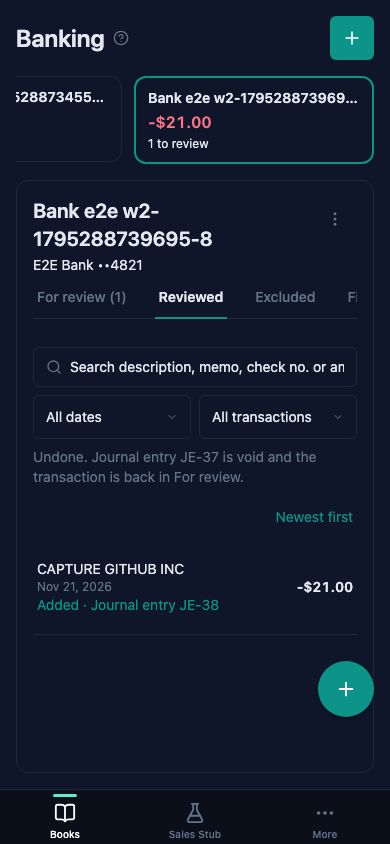 Banking
528873455...
Bank e2e w2-179528873969...
-$21.00
1 to review
Bank e2e w2-
1795288739695-8
E2E Bank ••4821
For review (1) Reviewed Excluded Fi
Search description, memo, check no. or am
All dates All transactions
Undone. Journal entry JE-37 is void and the
transaction is back in For review.
Newest first
CAPTURE GITHUB INC
Nov 21, 2026
-$21.00
Added · Journal entry JE-38
Books Sales Stub More